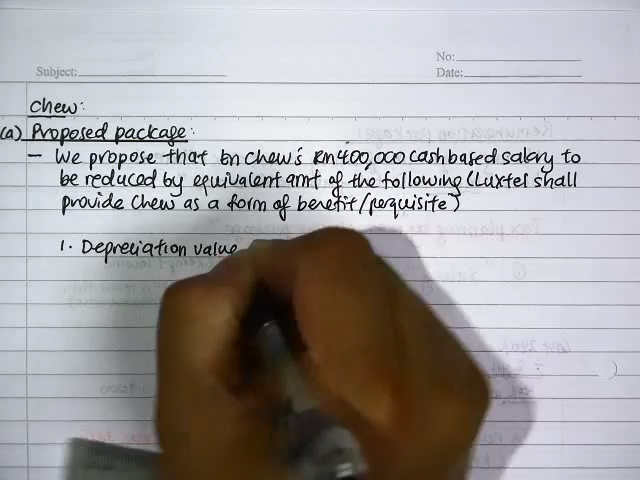 No:
Subject:
Date:
Chew:
(a) Proposed package:
- We propose that on Chew's RM400,000 cash based salary to
be reduced by equivalent amt of the following (Luxtel shall
provide Chew as a form of benefit/perquisite)
1. Depreciation value